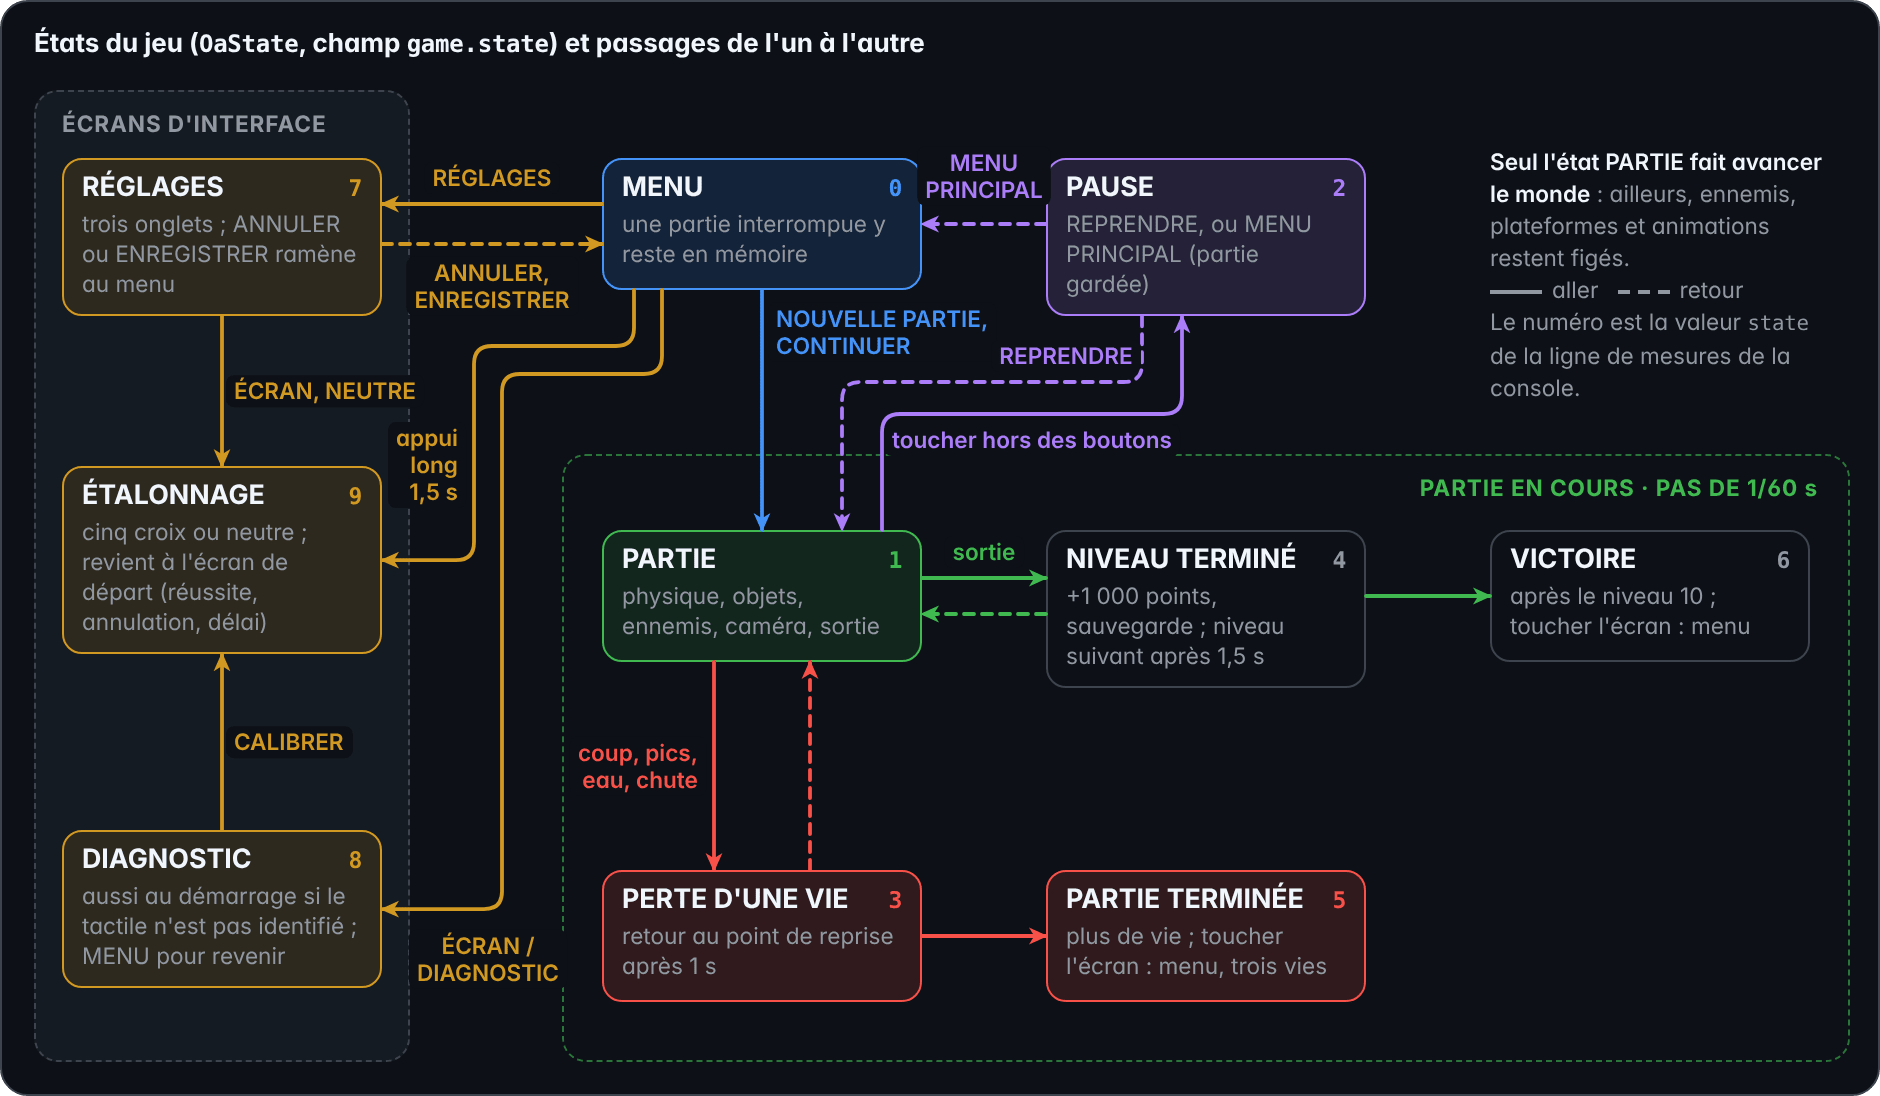 États du jeu (OaState, champ game.state) et passages de l'un à l'autre
ÉCRANS D'INTERFACE
RÉGLAGES 7
trois onglets ; ANNULER
ou ENREGISTRER ramène
au menu
RÉGLAGES
ANNULER,
ENREGISTRER
MENU 0
une partie interrompue y
reste en mémoire
MENU
PRINCIPAL
PAUSE 2
REPRENDRE, ou MENU
PRINCIPAL (partie
gardée)
Seul l'état PARTIE fait avancer
le monde : ailleurs, ennemis,
plateformes et animations
restent figés.
aller retour
Le numéro est la valeur state
de la ligne de mesures de la
console.
NOUVELLE PARTIE,
CONTINUER
REPRENDRE
toucher hors des boutons
ÉCRAN, NEUTRE
appui
long
1,5 s
ÉTALONNAGE 9
cinq croix ou neutre ;
revient à l'écran de
départ (réussite,
annulation, délai)
CALIBRER
DIAGNOSTIC 8
aussi au démarrage si le
tactile n'est pas identifié ;
MENU pour revenir
ÉCRAN /
DIAGNOSTIC
PARTIE EN COURS · PAS DE 1/60 s
PARTIE 1
physique, objets,
ennemis, caméra, sortie
sortie
NIVEAU TERMINÉ 4
+1 000 points,
sauvegarde ; niveau
suivant après 1,5 s
VICTOIRE 6
après le niveau 10 ;
toucher l'écran : menu
coup, pics,
eau, chute
PERTE D'UNE VIE 3
retour au point de reprise
après 1 s
PARTIE TERMINÉE 5
plus de vie ; toucher
l'écran : menu, trois vies